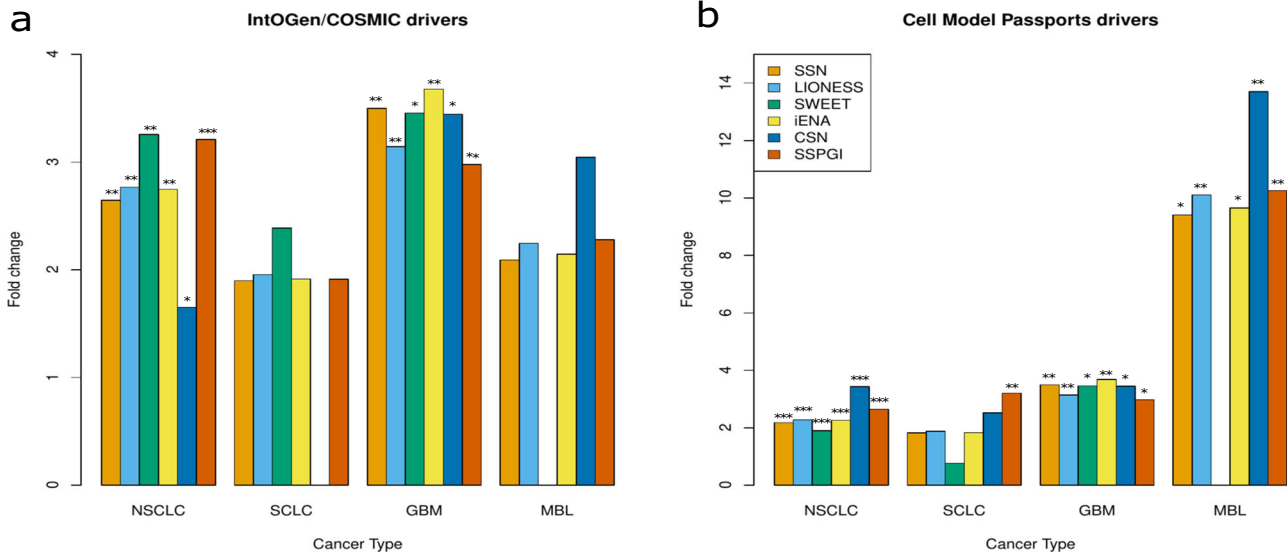 a
IntOGen/COSMIC drivers
Fold change
0
1
2
3
4
** ** ** ** * ***
** ** * ** * **
NSCLC SCLC GBM MBL
Cancer Type
b
Cell Model Passports drivers
SSN
LIONESS
SWEET
iENA
CSN
SSPGI
Fold change
0
2
4
6
8
10
12
14
*** *** *** *** *** ***
**
** ** * ** * *
* ** * ** **
NSCLC SCLC GBM MBL
Cancer Type